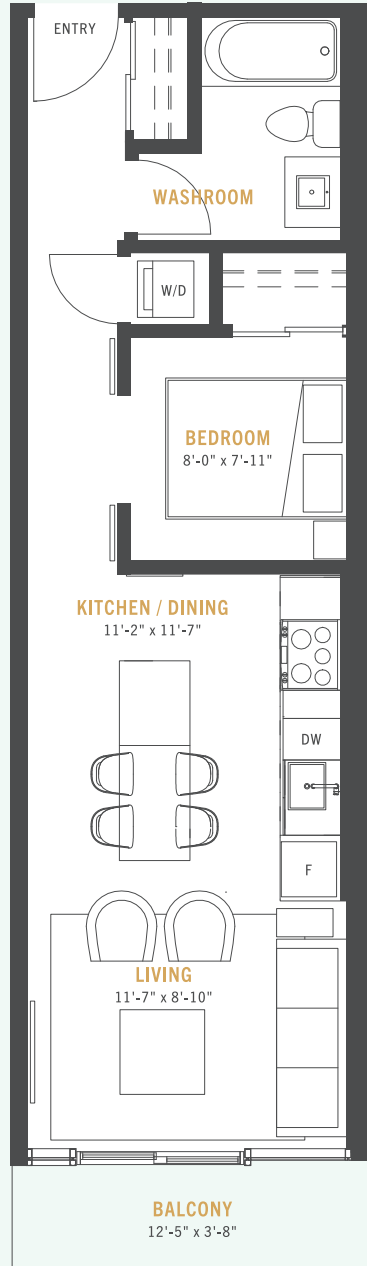 ENTRY
WASHROOM
W/D
BEDROOM
8'-0" x 7'-11"
KITCHEN / DINING
11'-2" x 11'-7"
DW
F
LIVING
11'-7" x 8'-10"
BALCONY
12'-5" x 3'-8"